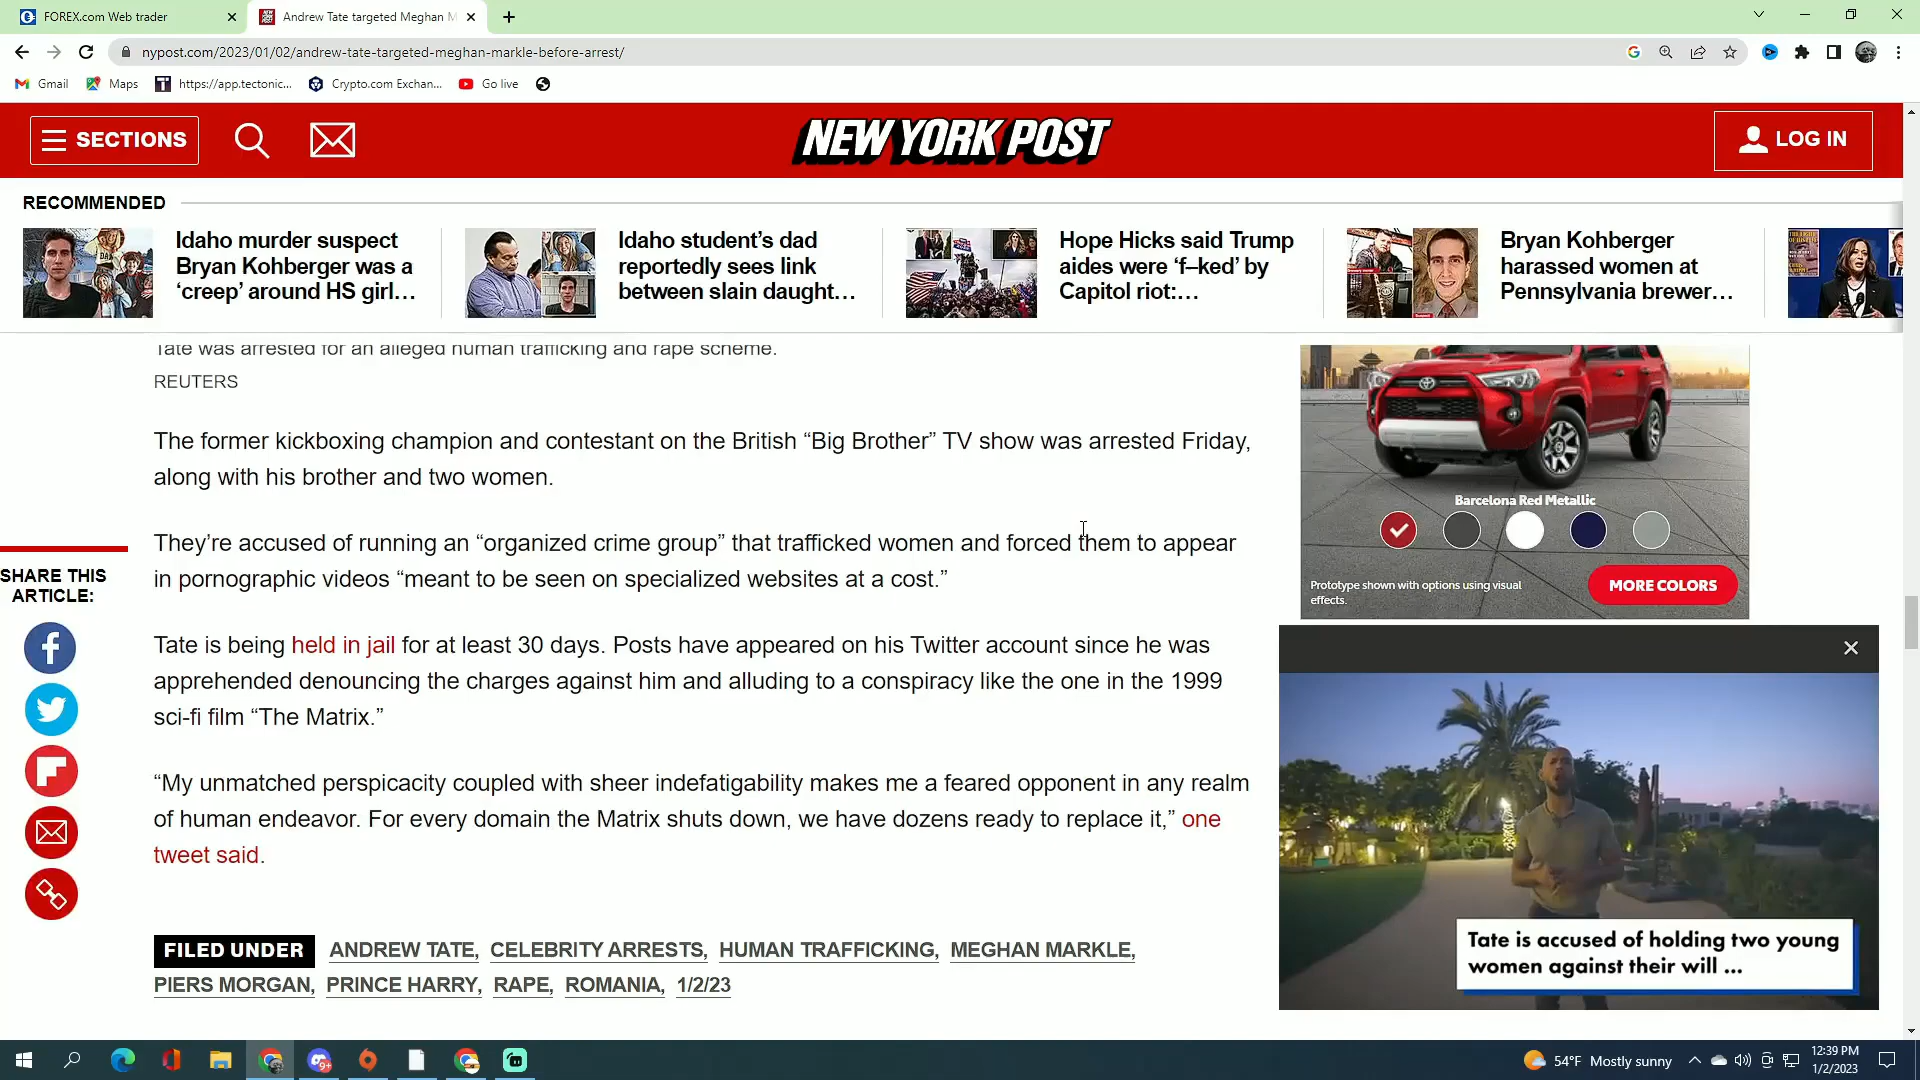 FOREX.com Web trader
Andrew Tate targeted Meghan M
nypost.com/2023/01/02/andrew-tate-targeted-meghan-markle-before-arrest/
Gmail
Maps
https://app.tectonic...
Crypto.com Exchan...
Go live
SECTIONS
NEW YORK POST
LOG IN
RECOMMENDED
Idaho murder suspect
Bryan Kohberger was a
‘creep’ around HS girl...
Idaho student’s dad
reportedly sees link
between slain daught...
Hope Hicks said Trump
aides were ‘f–ked’ by
Capitol riot:...
Bryan Kohberger
harassed women at
Pennsylvania brewer...
Tate was arrested for an alleged human trafficking and rape scheme.
REUTERS
The former kickboxing champion and contestant on the British “Big Brother” TV show was arrested Friday,
along with his brother and two women.
They’re accused of running an “organized crime group” that trafficked women and forced them to appear
in pornographic videos “meant to be seen on specialized websites at a cost.”
Tate is being held in jail for at least 30 days. Posts have appeared on his Twitter account since he was
apprehended denouncing the charges against him and alluding to a conspiracy like the one in the 1999
sci-fi film “The Matrix.”
“My unmatched perspicacity coupled with sheer indefatigability makes me a feared opponent in any realm
of human endeavor. For every domain the Matrix shuts down, we have dozens ready to replace it,” one
tweet said.
FILED UNDER ANDREW TATE, CELEBRITY ARRESTS, HUMAN TRAFFICKING, MEGHAN MARKLE,
PIERS MORGAN, PRINCE HARRY, RAPE, ROMANIA, 1/2/23
SHARE THIS
ARTICLE:
Barcelona Red Metallic
Prototype shown with options using visual
effects.
MORE COLORS
Tate is accused of holding two young
women against their will ...
9+
54°F Mostly sunny
12:39 PM
1/2/2023